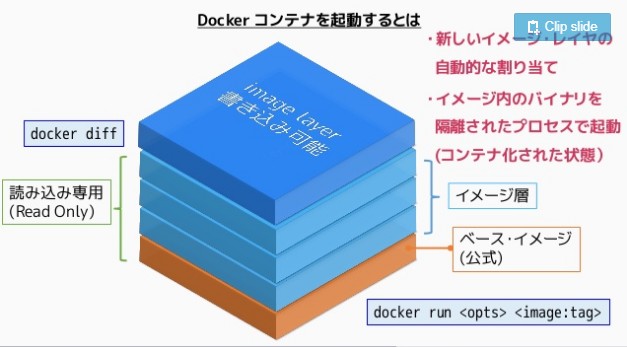 Docker コンテナを起動するとは
Clip slide
・新しいイメージ・レイヤの
自動的な割り当て
・イメージ内のバイナリを
隔離されたプロセスで起動
(コンテナ化された状態)
image layer
書き込み可能
docker diff
読み込み専用
(Read Only)
イメージ層
ベース・イメージ
(公式)
docker run <opts> <image:tag>